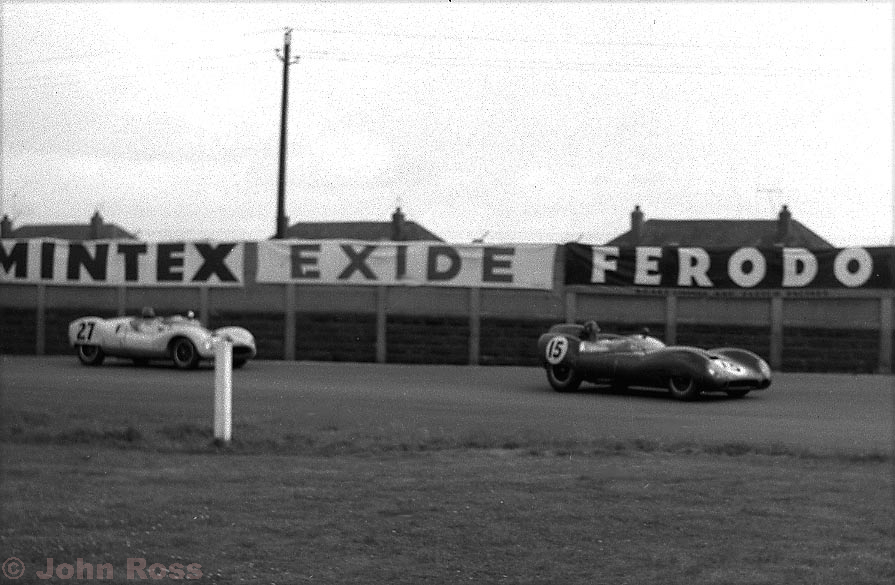 MINTEX
EXIDE
FERODO
27
15
© John Ross